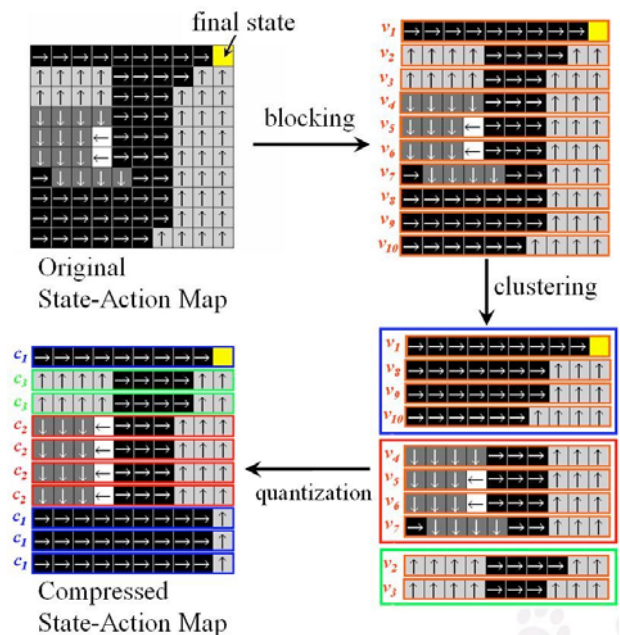 final state
Original
State-Action Map
blocking
v1
v2
v3
v4
v5
v6
v7
v8
v9
v10
clustering
v1
v8
v9
v10
v4
v5
v6
v7
v2
v3
quantization
c1
c3
c3
c2
c2
c2
c2
c1
c1
c1
Compressed
State-Action Map